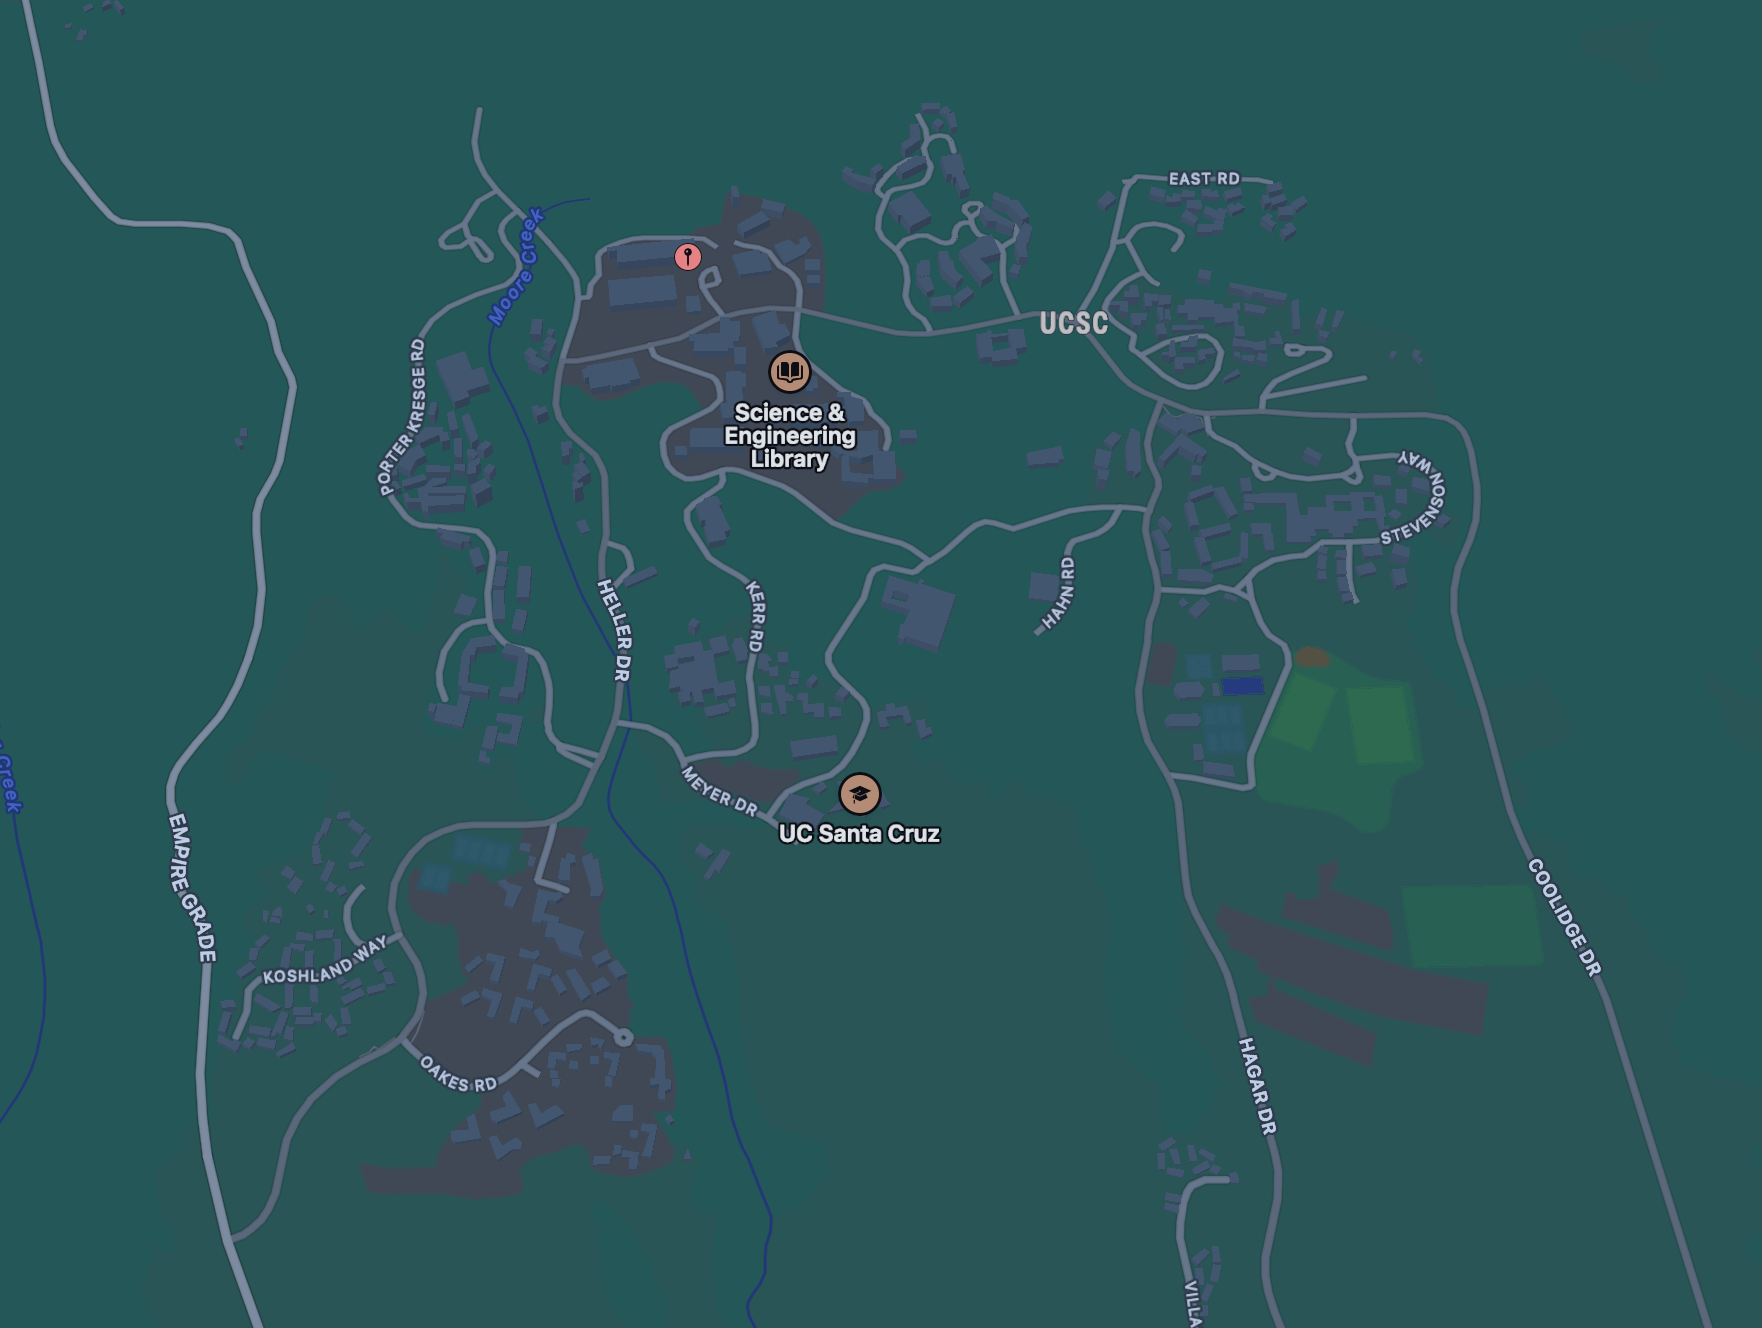 EAST RD
Moore Creek
UCSC
PORTER KRESGE RD
Science &
Engineering
Library
STEVENSON WAY
HAHN RD
HELLER DR
KERR RD
Creek
MEYER DR
UC Santa Cruz
EMPIRE GRADE
COOLIDGE DR
KOSHLAND WAY
OAKES RD
HAGAR DR
VILLA